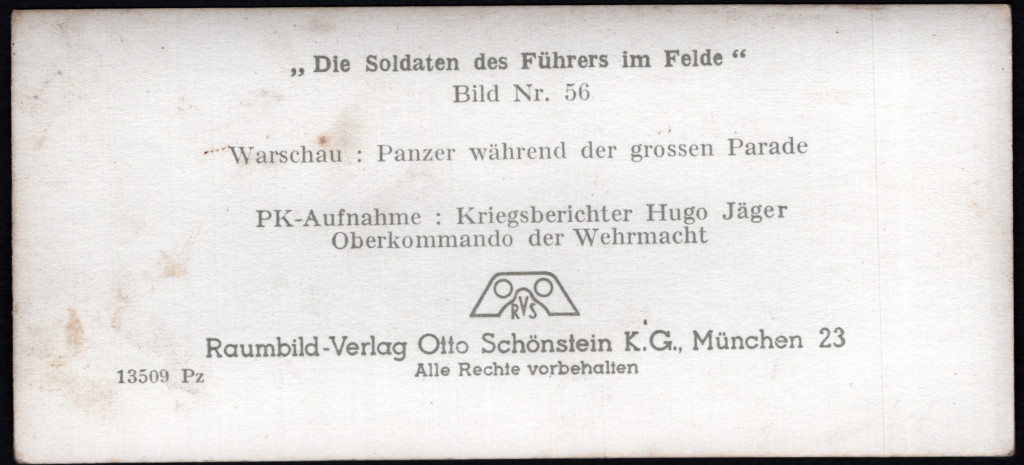 „Die Soldaten des Führers im Felde“
Bild Nr. 56
Warschau : Panzer während der grossen Parade
PK-Aufnahme : Kriegsberichter Hugo Jäger
Oberkommando der Wehrmacht
RVS
Raumbild-Verlag Otto Schönstein K.G., München 23
Alle Rechte vorbehalten
13509 Pz